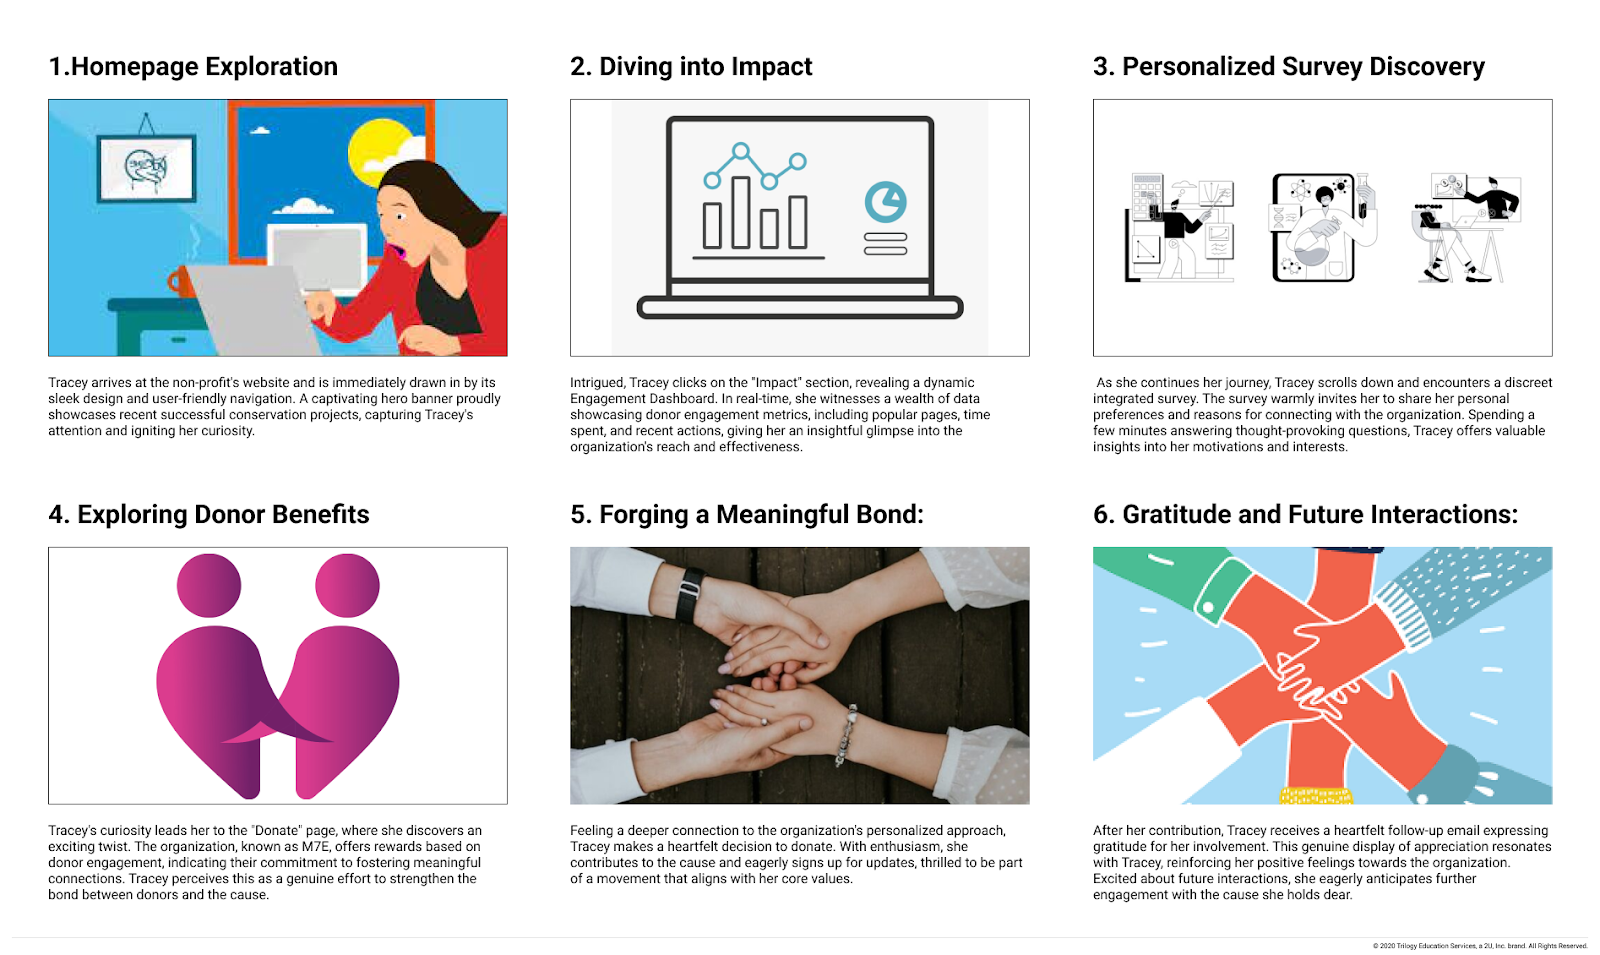 1.Homepage Exploration
Tracey arrives at the non-profit's website and is immediately drawn in by its
sleek design and user-friendly navigation. A captivating hero banner proudly
showcases recent successful conservation projects, capturing Tracey's
attention and igniting her curiosity.
2. Diving into Impact
Intrigued, Tracey clicks on the "Impact" section, revealing a dynamic
Engagement Dashboard. In real-time, she witnesses a wealth of data
showcasing donor engagement metrics, including popular pages, time
spent, and recent actions, giving her an insightful glimpse into the
organization's reach and effectiveness.
3. Personalized Survey Discovery
As she continues her journey, Tracey scrolls down and encounters a discreet
integrated survey. The survey warmly invites her to share her personal
preferences and reasons for connecting with the organization. Spending a
few minutes answering thought-provoking questions, Tracey offers valuable
insights into her motivations and interests.
4. Exploring Donor Benefits
Tracey's curiosity leads her to the "Donate" page, where she discovers an
exciting twist. The organization, known as M7E, offers rewards based on
donor engagement, indicating their commitment to fostering meaningful
connections. Tracey perceives this as a genuine effort to strengthen the
bond between donors and the cause.
5. Forging a Meaningful Bond:
Feeling a deeper connection to the organization's personalized approach,
Tracey makes a heartfelt decision to donate. With enthusiasm, she
contributes to the cause and eagerly signs up for updates, thrilled to be part
of a movement that aligns with her core values.
6. Gratitude and Future Interactions:
After her contribution, Tracey receives a heartfelt follow-up email expressing
gratitude for her involvement. This genuine display of appreciation resonates
with Tracey, reinforcing her positive feelings towards the organization.
Excited about future interactions, she eagerly anticipates further
engagement with the cause she holds dear.
© 2020 Trilogy Education Services, a 2U, Inc. brand. All Rights Reserved.